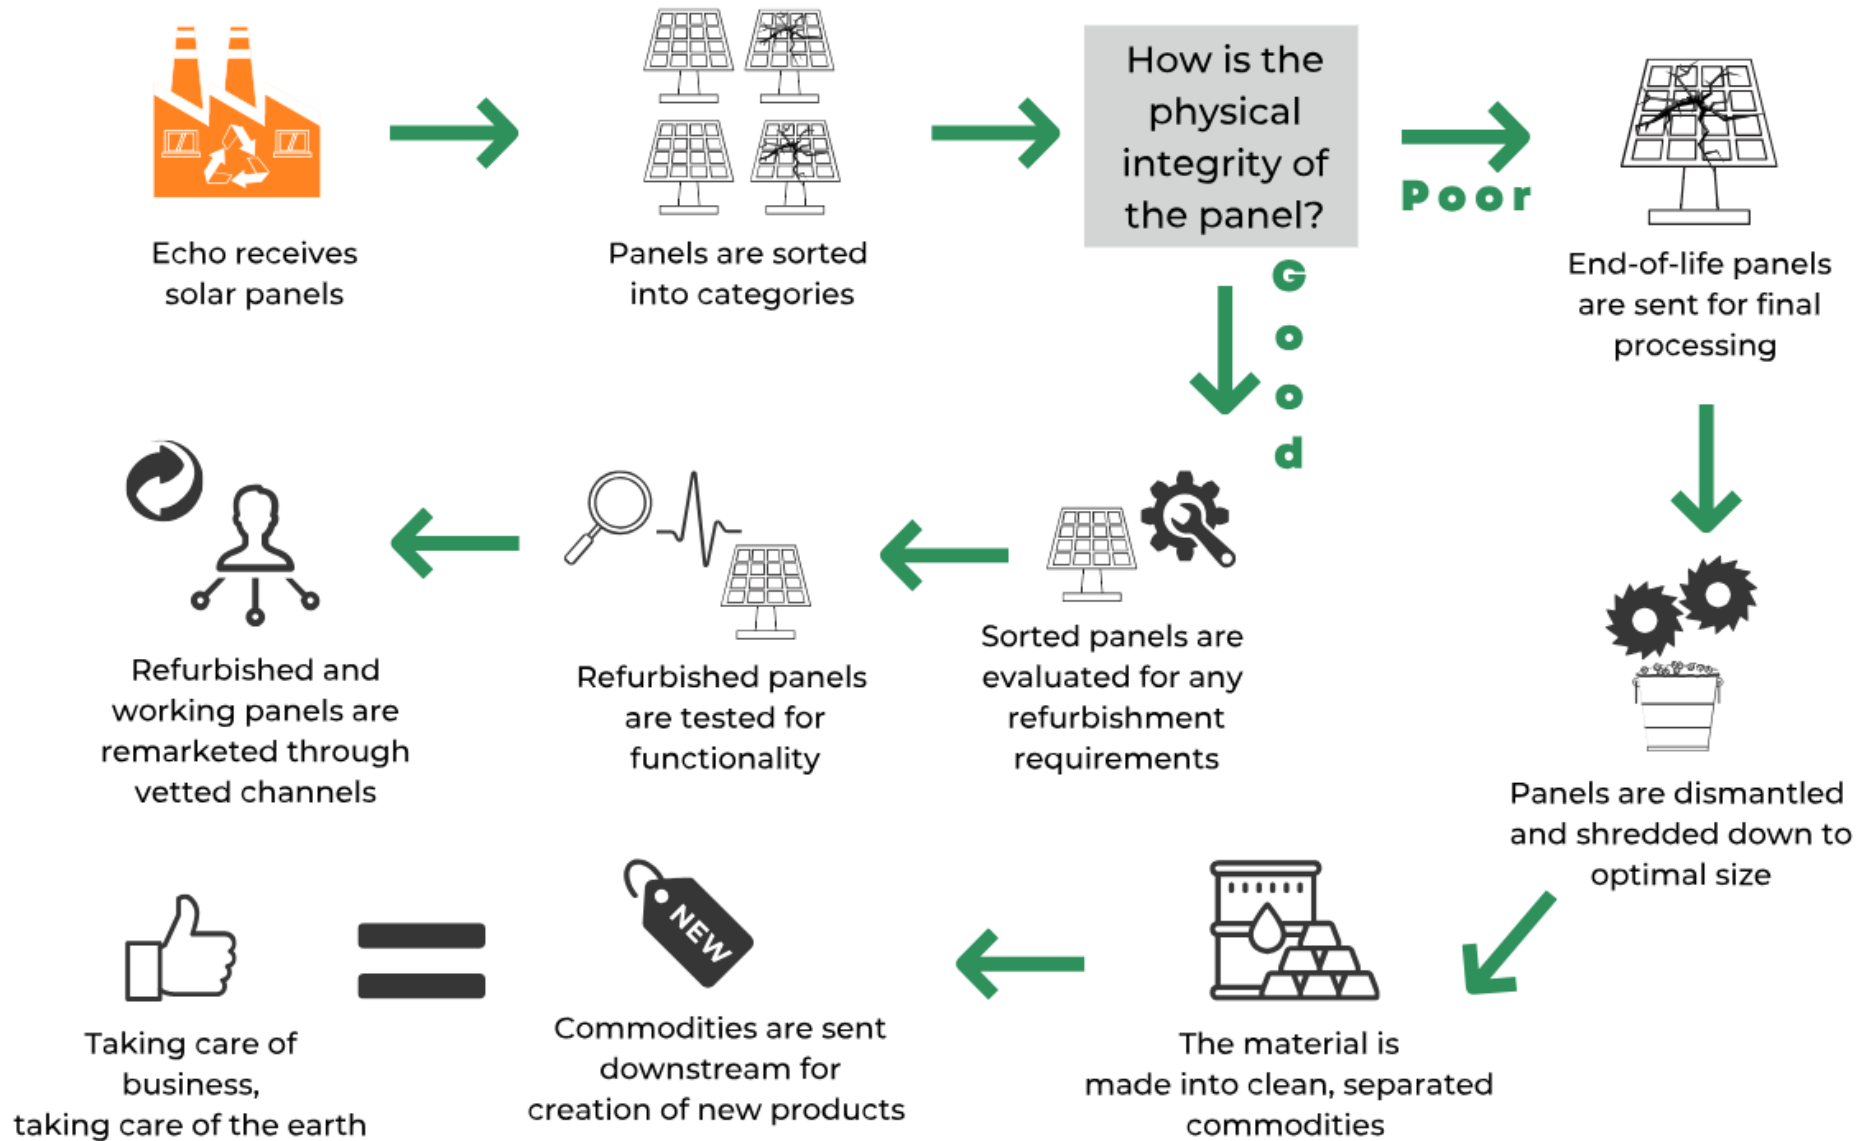 Echo receives
solar panels
Panels are sorted
into categories
How is the
physical
integrity of
the panel?
Poor
End-of-life panels
are sent for final
processing
Good
Refurbished and
working panels are
remarketed through
vetted channels
Refurbished panels
are tested for
functionality
Sorted panels are
evaluated for any
refurbishment
requirements
Panels are dismantled
and shredded down to
optimal size
Taking care of
business,
taking care of the earth
NEW
Commodities are sent
downstream for
creation of new products
The material is
made into clean, separated
commodities